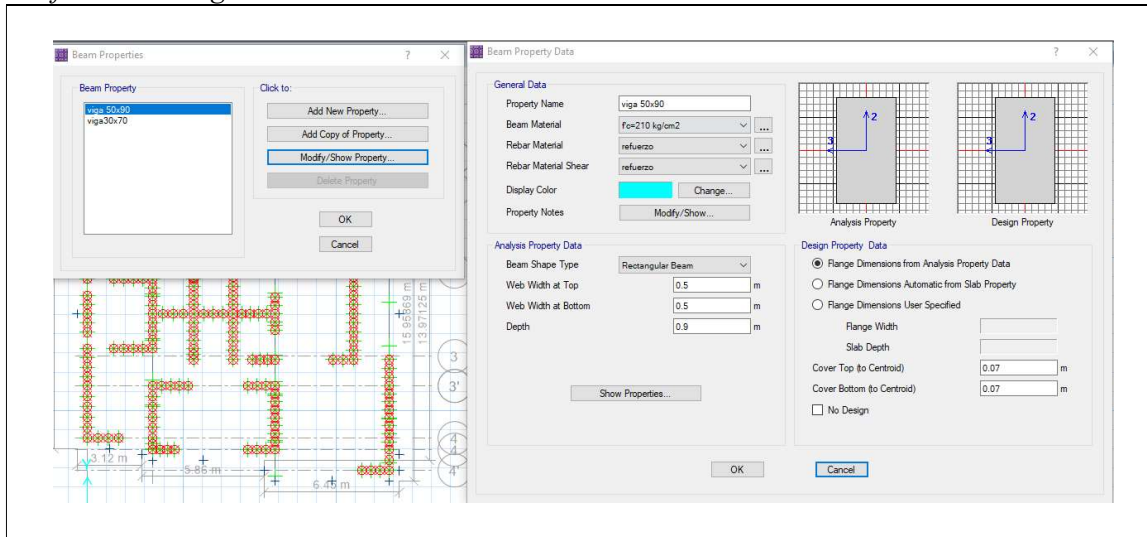 Beam Properties ? ×
Beam Property
viga 50x90
viga30x70
Click to:
Add New Property...
Add Copy of Property...
Modify/Show Property...
Delete Property
OK
Cancel
15.95869 m
13.97125 m
3
3'
4
4'
3.12 m
5.86 m
6.45 m
Beam Property Data ? ×
General Data
Property Name viga 50x90
Beam Material f'c=210 kg/cm2 ...
Rebar Material refuerzo ...
Rebar Material Shear refuerzo ...
Display Color Change...
Property Notes Modify/Show...
2
3
Analysis Property
2
3
Design Property
Analysis Property Data
Beam Shape Type Rectangular Beam
Web Width at Top 0.5 m
Web Width at Bottom 0.5 m
Depth 0.9 m
Show Properties...
Design Property Data
Flange Dimensions from Analysis Property Data
Flange Dimensions Automatic from Slab Property
Flange Dimensions User Specified
Flange Width
Slab Depth
Cover Top (to Centroid) 0.07 m
Cover Bottom (to Centroid) 0.07 m
No Design
OK
Cancel